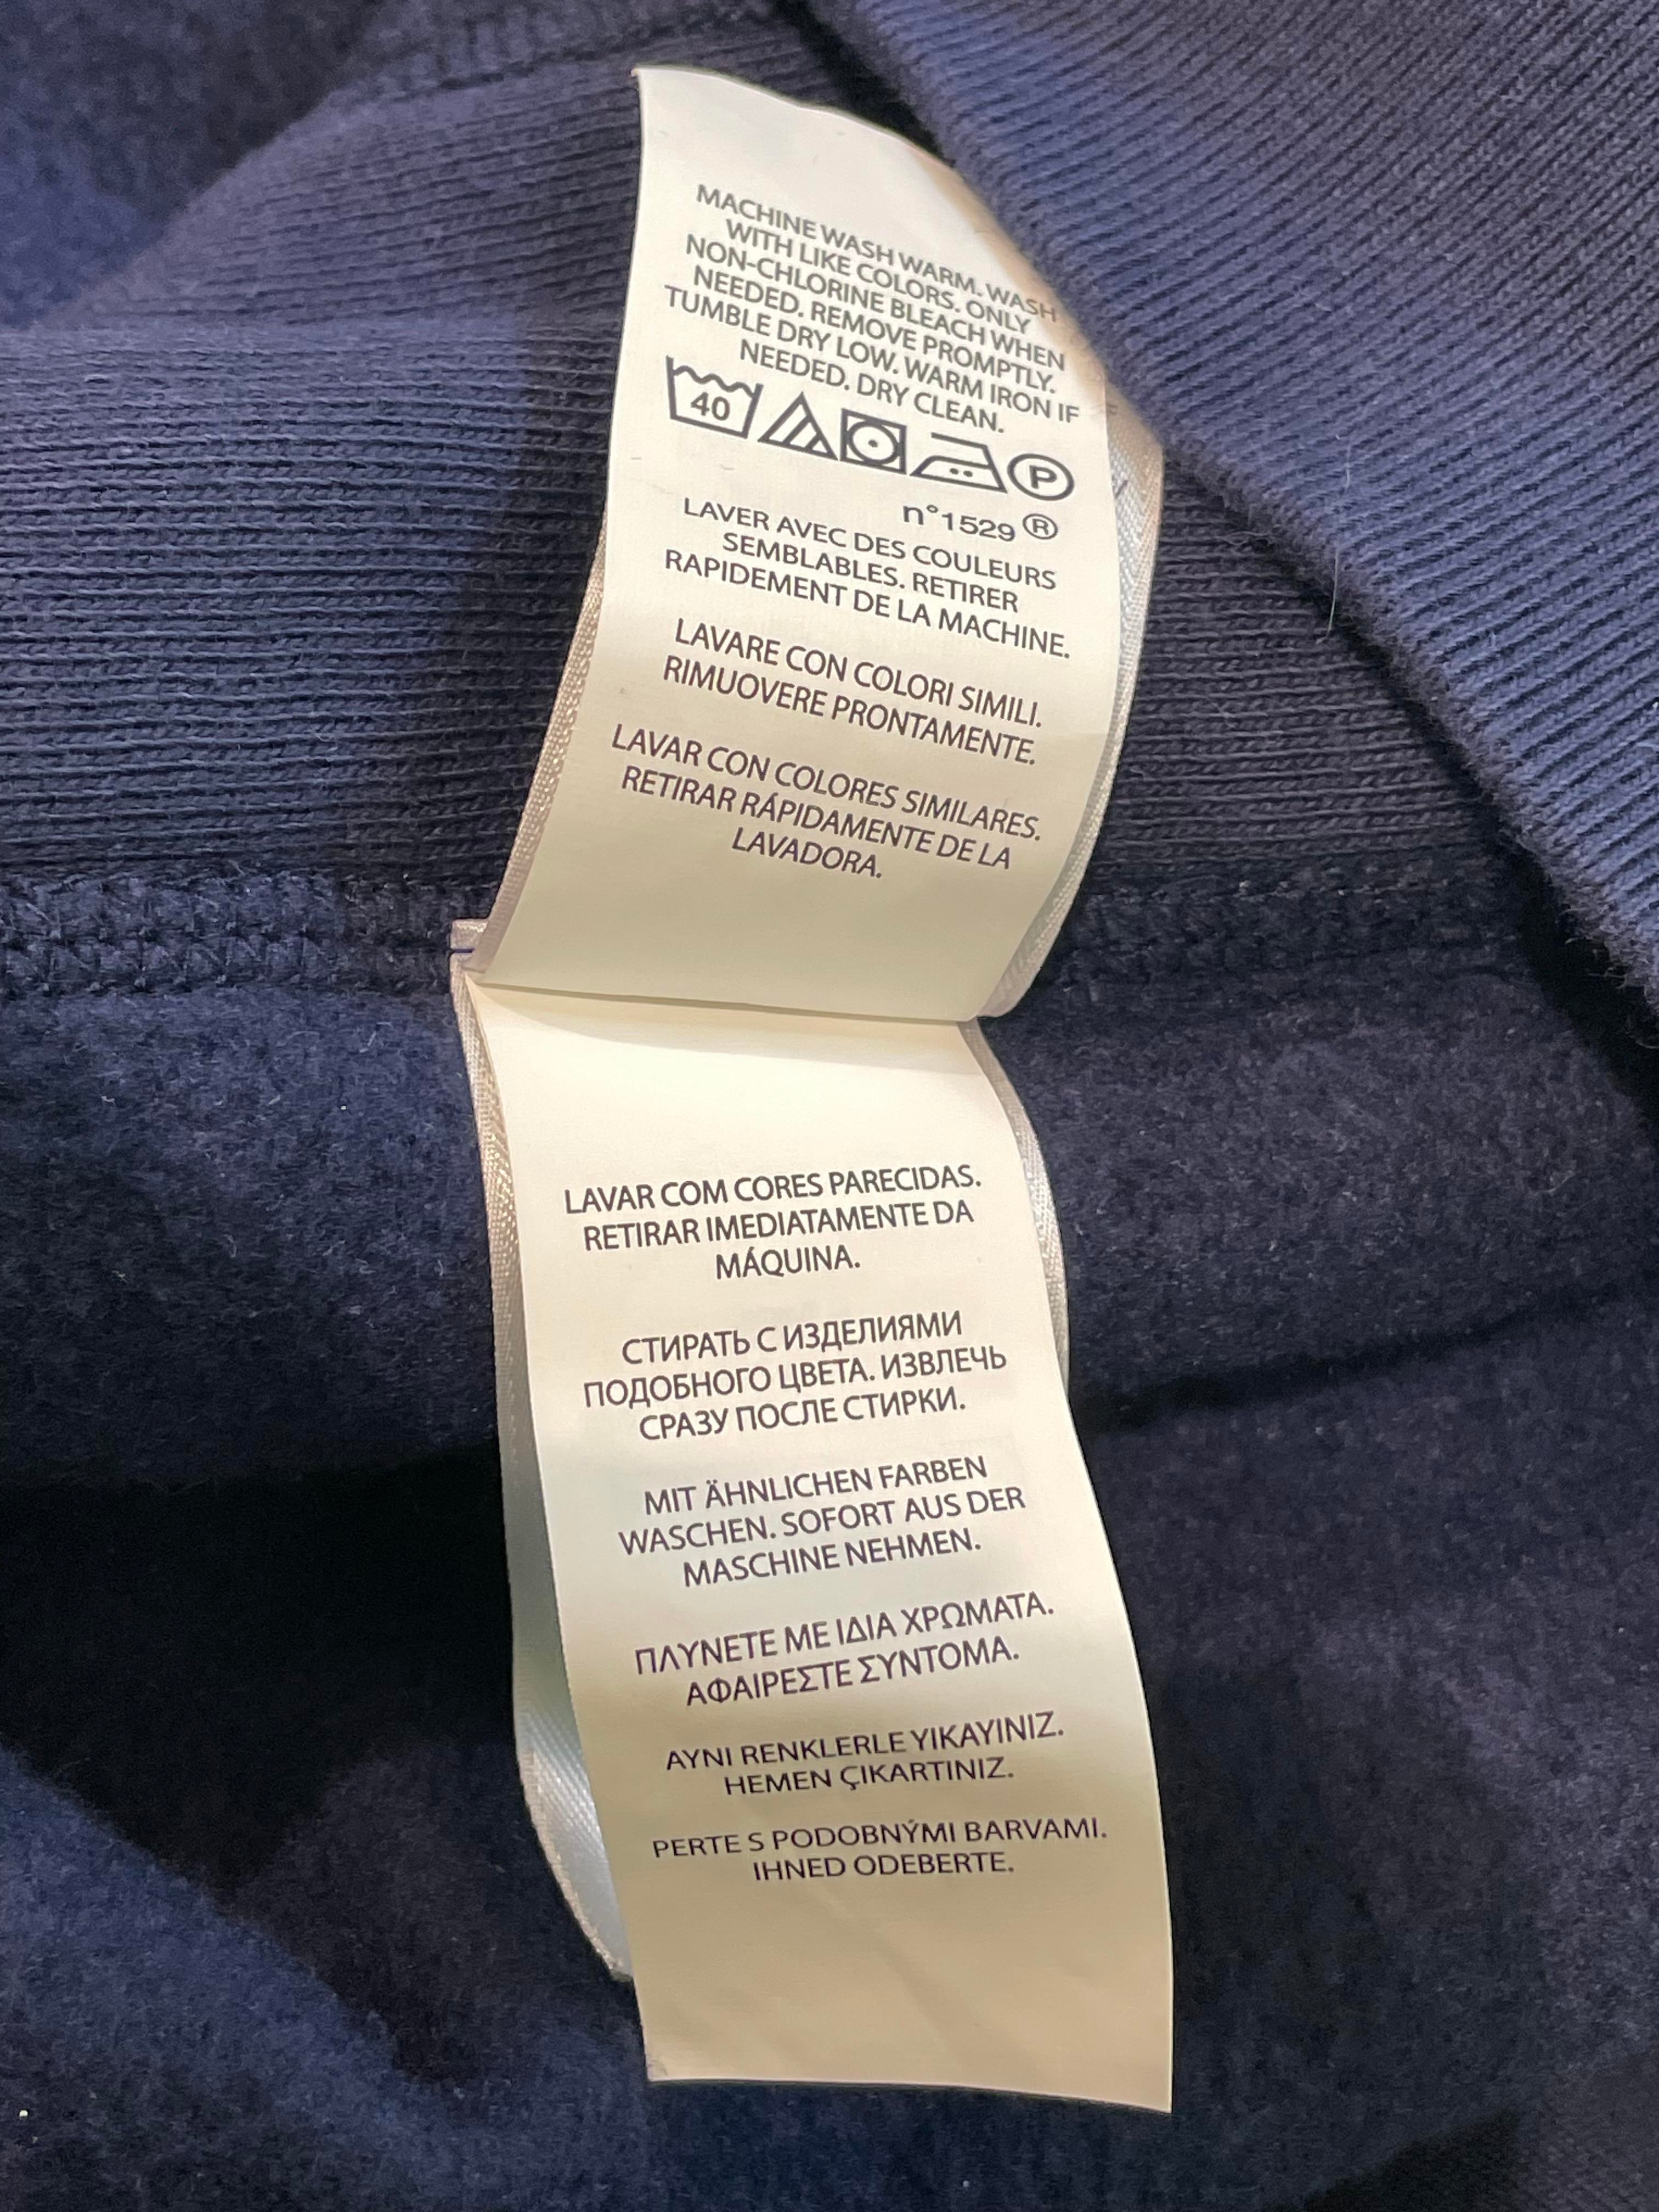 MACHINE WASH WARM. WASH
WITH LIKE COLORS. ONLY
NON-CHLORINE BLEACH WHEN
NEEDED. REMOVE PROMPTLY.
TUMBLE DRY LOW. WARM IRON IF
NEEDED. DRY CLEAN.
40 P
n°1529 ®
LAVER AVEC DES COULEURS
SEMBLABLES. RETIRER
RAPIDEMENT DE LA MACHINE.
LAVARE CON COLORI SIMILI.
RIMUOVERE PRONTAMENTE.
LAVAR CON COLORES SIMILARES.
RETIRAR RÁPIDAMENTE DE LA
LAVADORA.
LAVAR COM CORES PARECIDAS.
RETIRAR IMEDIATAMENTE DA
MÁQUINA.
СТИРАТЬ С ИЗДЕЛИЯМИ
ПОДОБНОГО ЦВЕТА. ИЗВЛЕЧЬ
СРАЗУ ПОСЛЕ СТИРКИ.
MIT ÄHNLICHEN FARBEN
WASCHEN. SOFORT AUS DER
MASCHINE NEHMEN.
ΠΛΥΝΕΤΕ ΜΕ ΙΔΙΑ ΧΡΩΜΑΤΑ.
ΑΦΑΙΡΕΣΤΕ ΣΥΝΤΟΜΑ.
AYNI RENKLERLE YIKAYINIZ.
HEMEN ÇIKARTINIZ.
PERTE S PODOBNÝMI BARVAMI.
IHNED ODEBERTE.